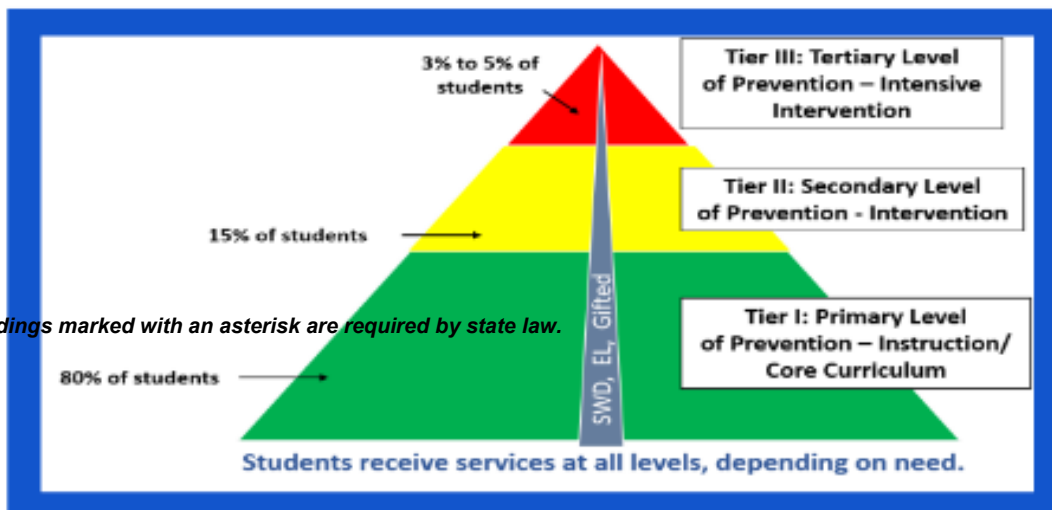 3% to 5% of
students
Tier III: Tertiary Level
of Prevention – Intensive
Intervention
Tier II: Secondary Level
of Prevention - Intervention
15% of students
dings marked with an asterisk are required by state law.
Tier I: Primary Level
of Prevention – Instruction/
Core Curriculum
80% of students
SWD, EL, Gifted
Students receive services at all levels, depending on need.